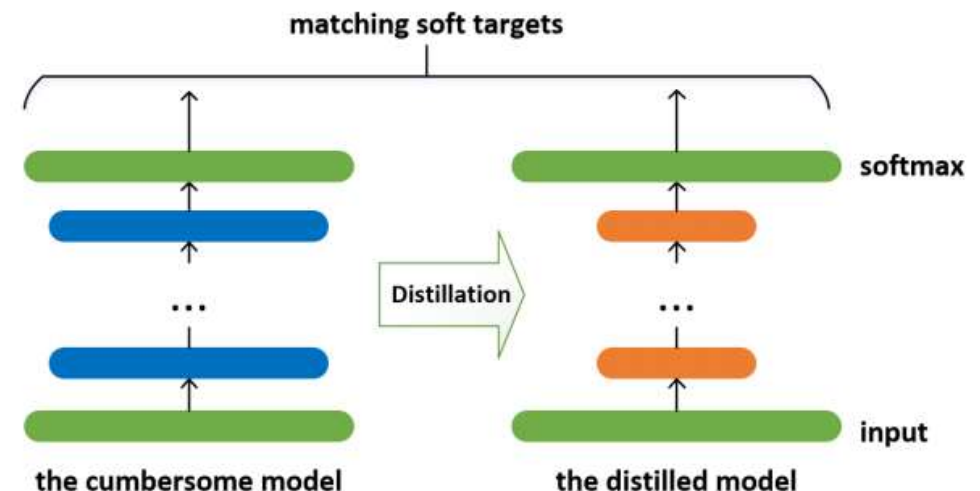 matching soft targets
softmax
Distillation
...
...
input
the cumbersome model
the distilled model